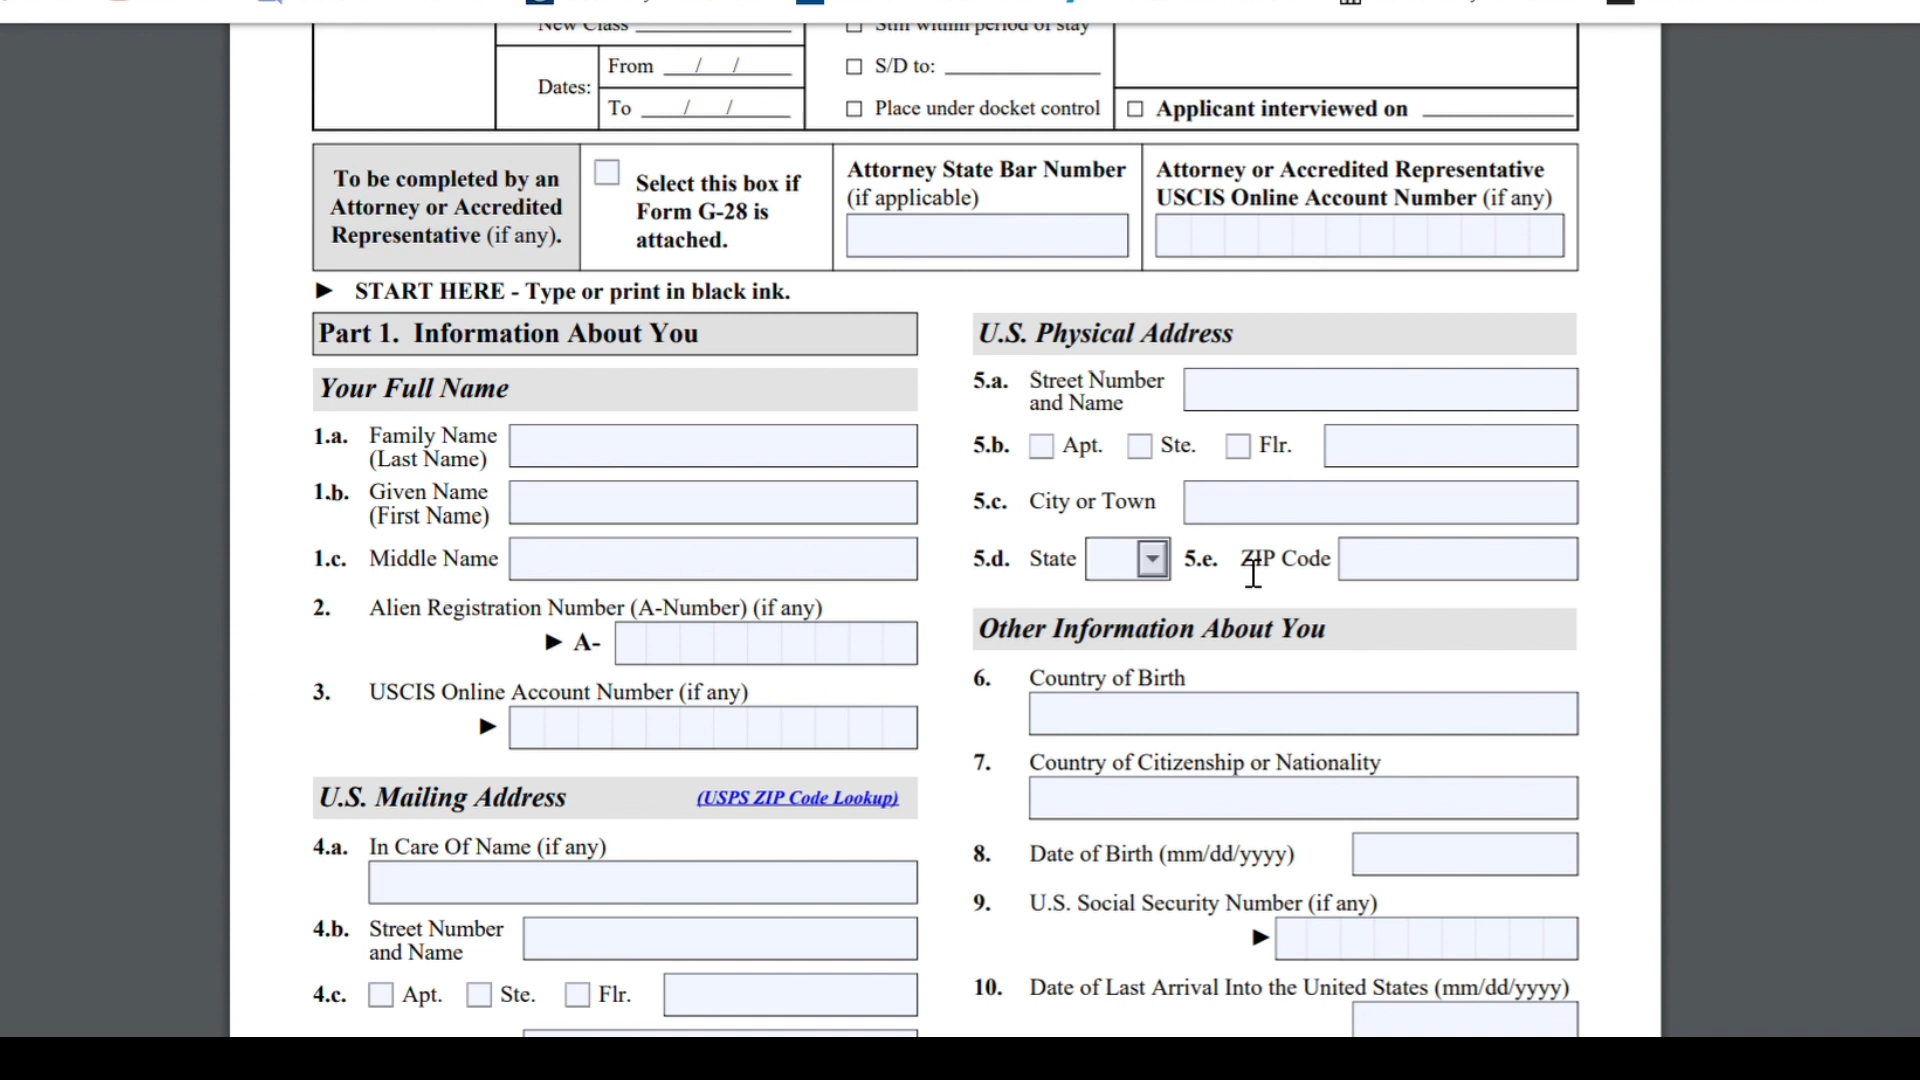 New Class
Dates:
From / /
To / /
Still within period of stay
S/D to:
Place under docket control
Applicant interviewed on
To be completed by an
Attorney or Accredited
Representative (if any).
Select this box if
Form G-28 is
attached.
Attorney State Bar Number
(if applicable)
Attorney or Accredited Representative
USCIS Online Account Number (if any)
► START HERE - Type or print in black ink.
Part 1. Information About You
Your Full Name
1.a. Family Name
(Last Name)
1.b. Given Name
(First Name)
1.c. Middle Name
2. Alien Registration Number (A-Number) (if any)
► A-
3. USCIS Online Account Number (if any)
►
U.S. Mailing Address (USPS ZIP Code Lookup)
4.a. In Care Of Name (if any)
4.b. Street Number
and Name
4.c. Apt. Ste. Flr.
U.S. Physical Address
5.a. Street Number
and Name
5.b. Apt. Ste. Flr.
5.c. City or Town
5.d. State 5.e. ZIP Code
Other Information About You
6. Country of Birth
7. Country of Citizenship or Nationality
8. Date of Birth (mm/dd/yyyy)
9. U.S. Social Security Number (if any)
►
10. Date of Last Arrival Into the United States (mm/dd/yyyy)